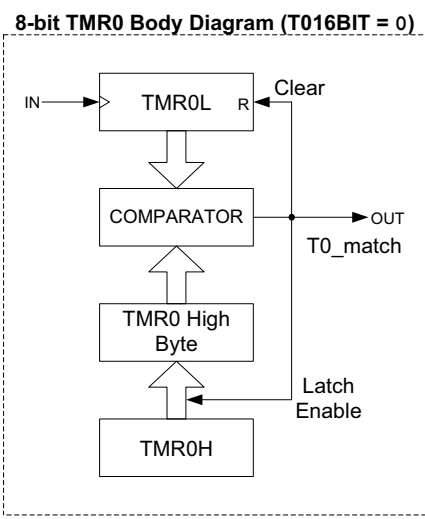 8-bit TMR0 Body Diagram (T016BIT = 0)
Clear
IN
TMR0L
R
COMPARATOR
OUT
T0_match
TMR0 High
Byte
Latch
Enable
TMR0H